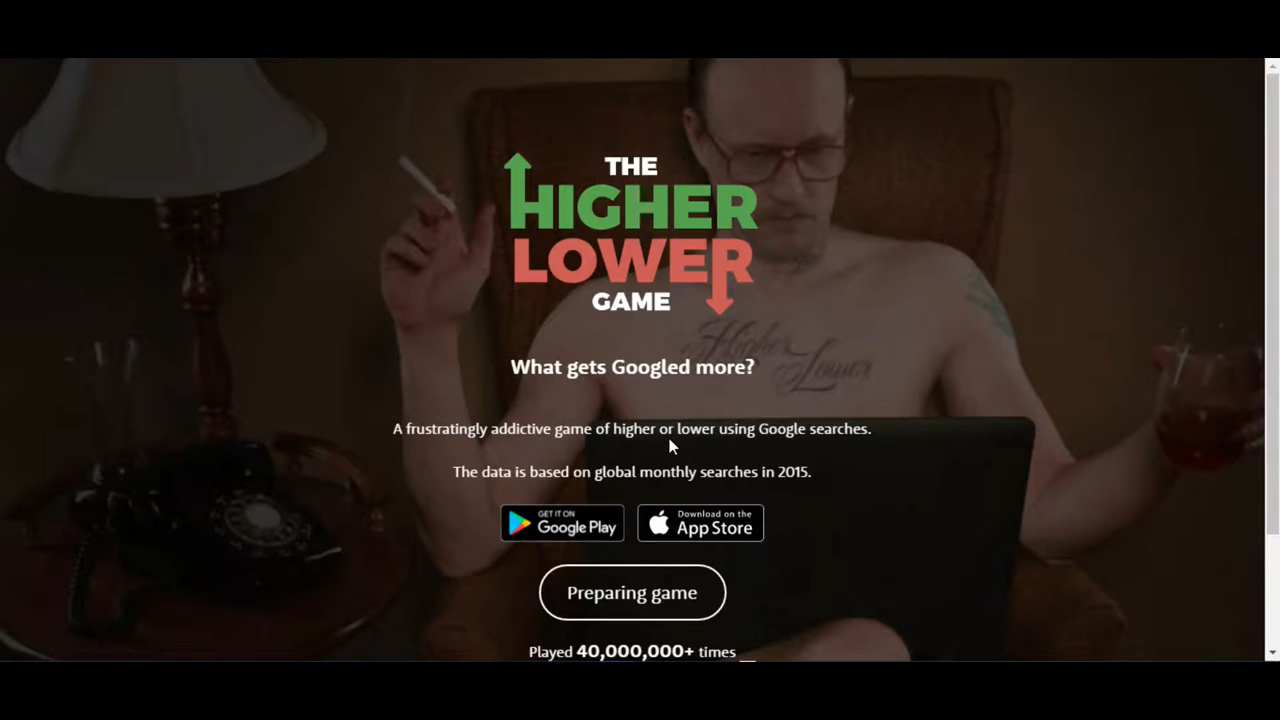 THE
HIGHER
LOWER
GAME
Higher
Lower
What gets Googled more?
A frustratingly addictive game of higher or lower using Google searches.
The data is based on global monthly searches in 2015.
GET IT ON
Google Play
Download on the
App Store
Preparing game
Played 40,000,000+ times